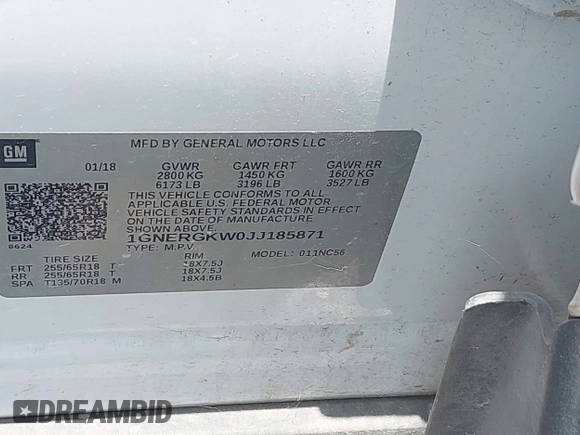 MFD BY GENERAL MOTORS LLC
GM
01/18 GVWR GAWR FRT GAWR RR
2800 KG 1450 KG 1600 KG
6173 LB 3196 LB 3527 LB
THIS VEHICLE CONFORMS TO ALL
APPLICABLE U.S. FEDERAL MOTOR
VEHICLE SAFETY STANDARDS IN EFFECT
ON THE DATE OF MANUFACTURE
SHOWN ABOVE.
8624
1GNERGKW0JJ185871
TYPE: M.P.V. MODEL: 011NC56
TIRE SIZE RIM
FRT 255/65R18 T 18X7.5J
RR 255/65R18 T 18X7.5J
SPA T135/70R18 M 18X4.5B
DREAMBID